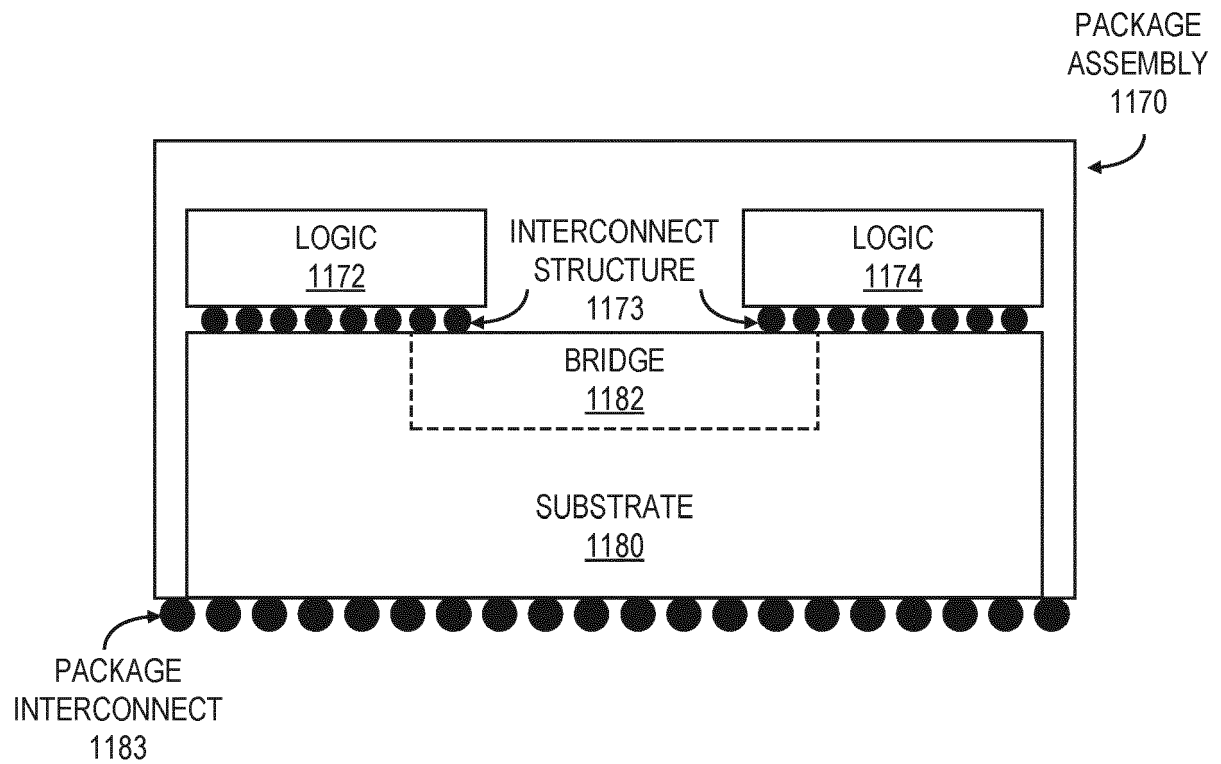 PACKAGE
ASSEMBLY
1170
LOGIC
1172
INTERCONNECT
STRUCTURE
1173
LOGIC
1174
BRIDGE
1182
SUBSTRATE
1180
PACKAGE
INTERCONNECT
1183